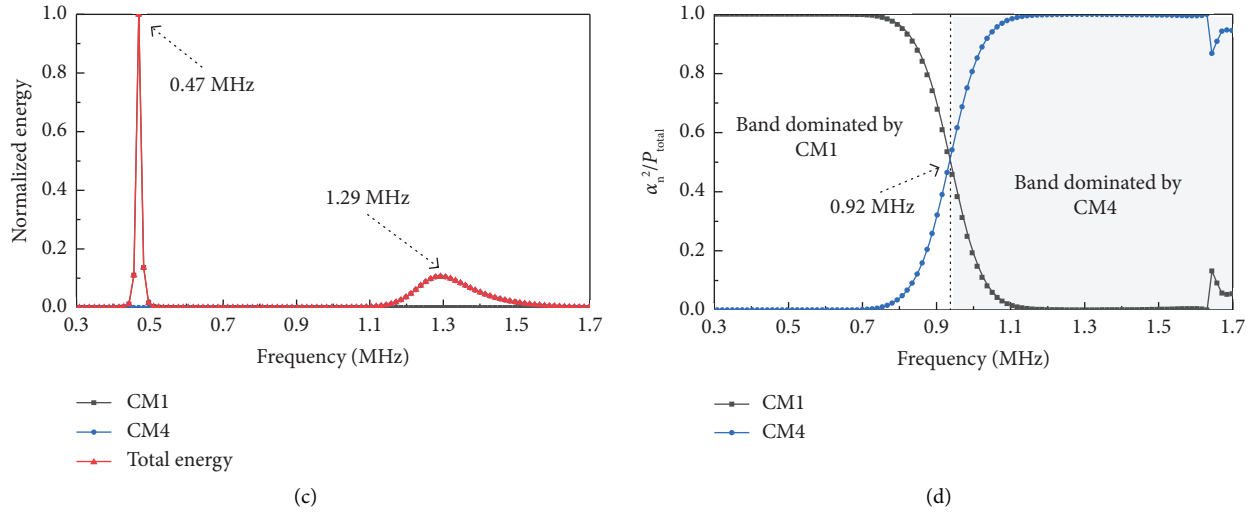 1.0
0.8
0.6
0.4
0.2
0.0
Normalized energy
0.47 MHz
1.29 MHz
0.3 0.5 0.7 0.9 1.1 1.3 1.5 1.7
Frequency (MHz)
CM1
CM4
Total energy
(c)
1.0
0.8
0.6
0.4
0.2
0.0
αₙ²/P_total
Band dominated by
CM1
0.92 MHz
Band dominated by
CM4
0.3 0.5 0.7 0.9 1.1 1.3 1.5 1.7
Frequency (MHz)
CM1
CM4
(d)